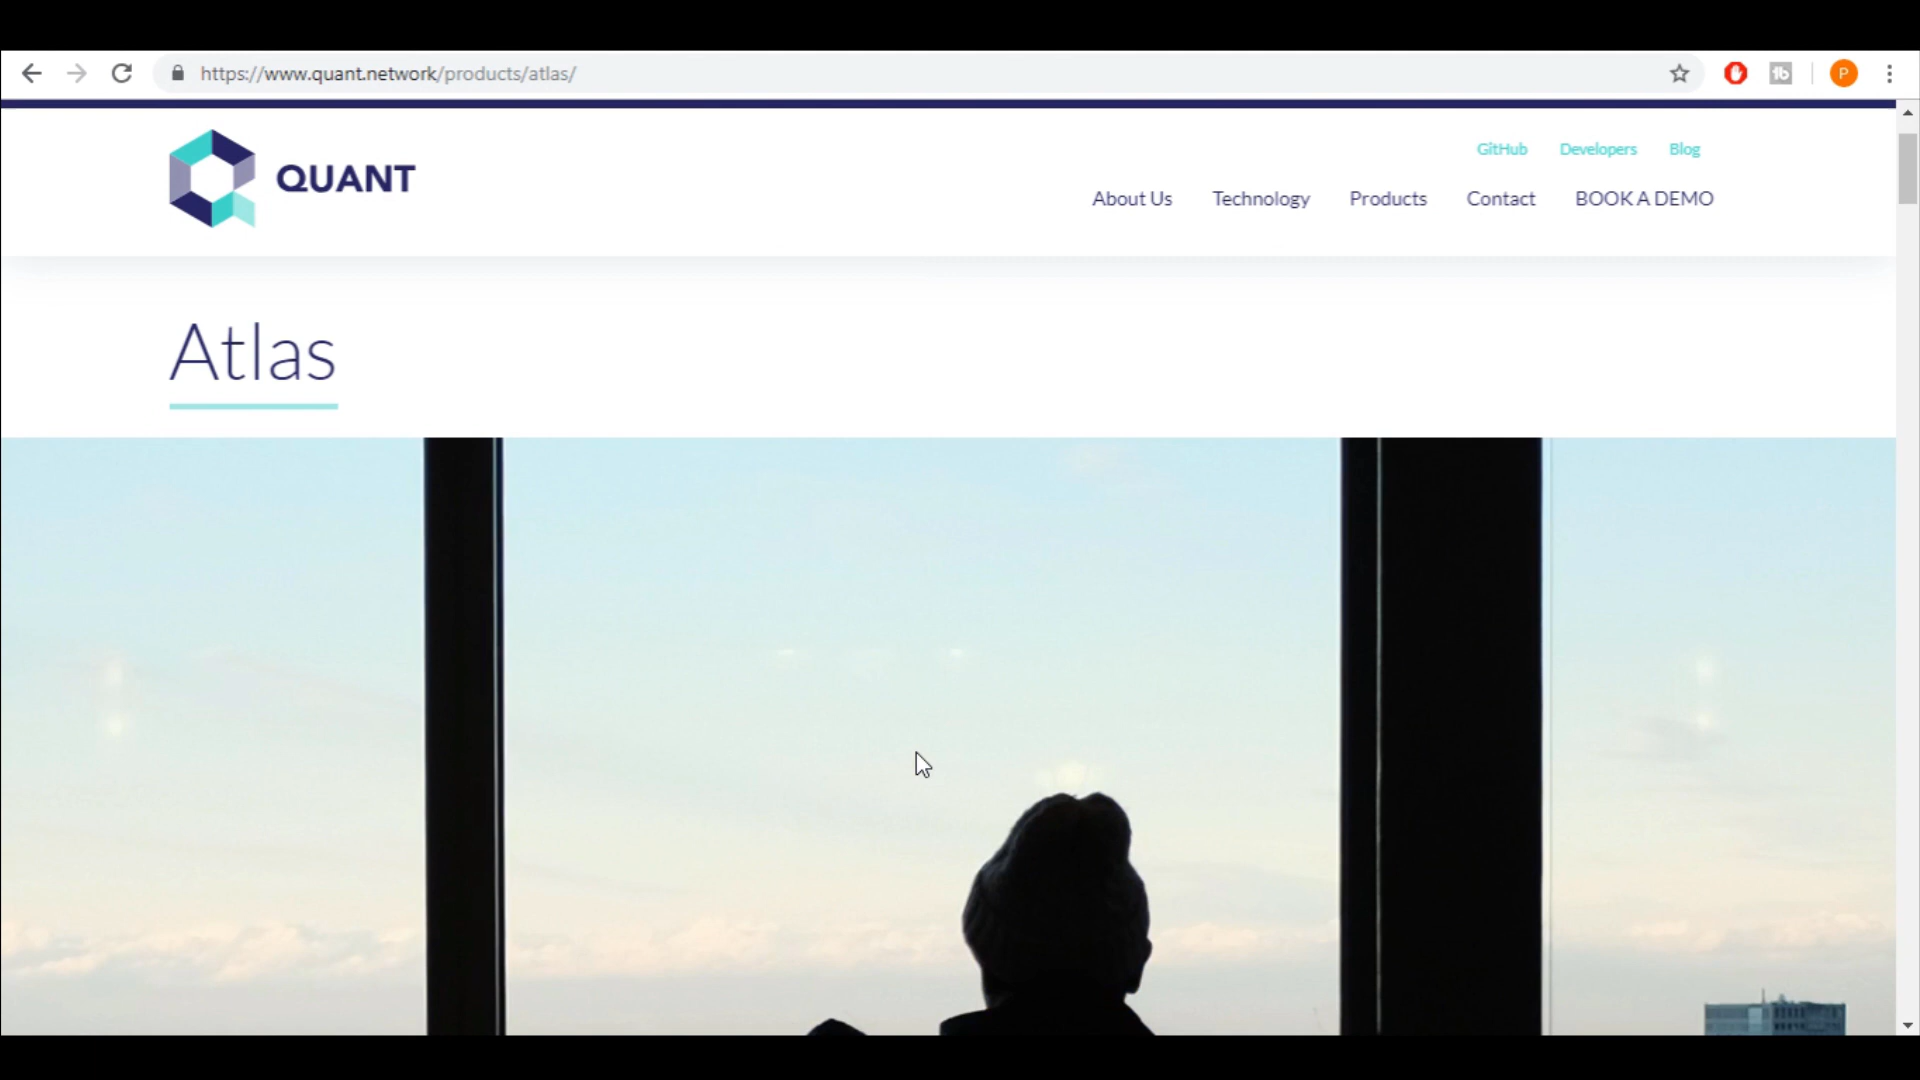 https://www.quant.network/products/atlas/
P
QUANT
GitHub Developers Blog
About Us Technology Products Contact BOOK A DEMO
Atlas